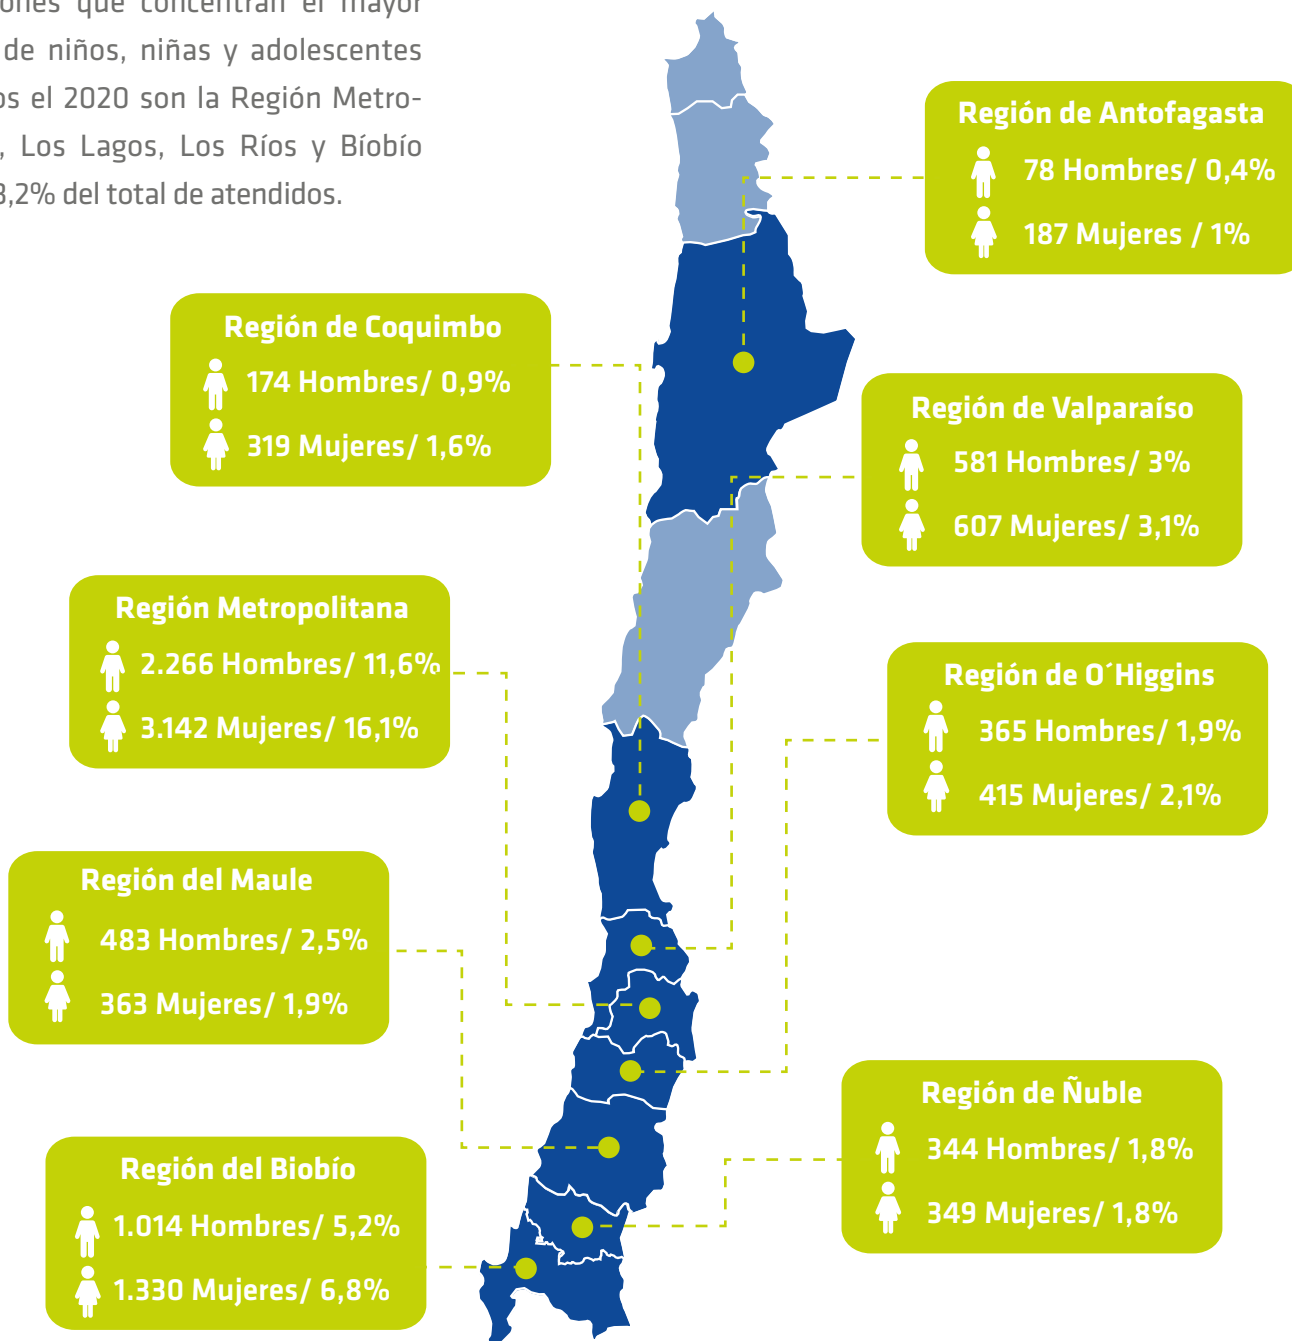 ones que concentran el mayor
de niños, niñas y adolescentes
os el 2020 son la Región Metro-
, Los Lagos, Los Ríos y Bíobío
3,2% del total de atendidos.
Región de Antofagasta
78 Hombres/ 0,4%
187 Mujeres / 1%
Región de Coquimbo
174 Hombres/ 0,9%
319 Mujeres/ 1,6%
Región de Valparaíso
581 Hombres/ 3%
607 Mujeres/ 3,1%
Región Metropolitana
2.266 Hombres/ 11,6%
3.142 Mujeres/ 16,1%
Región de O´Higgins
365 Hombres/ 1,9%
415 Mujeres/ 2,1%
Región del Maule
483 Hombres/ 2,5%
363 Mujeres/ 1,9%
Región de Ñuble
344 Hombres/ 1,8%
349 Mujeres/ 1,8%
Región del Biobío
1.014 Hombres/ 5,2%
1.330 Mujeres/ 6,8%